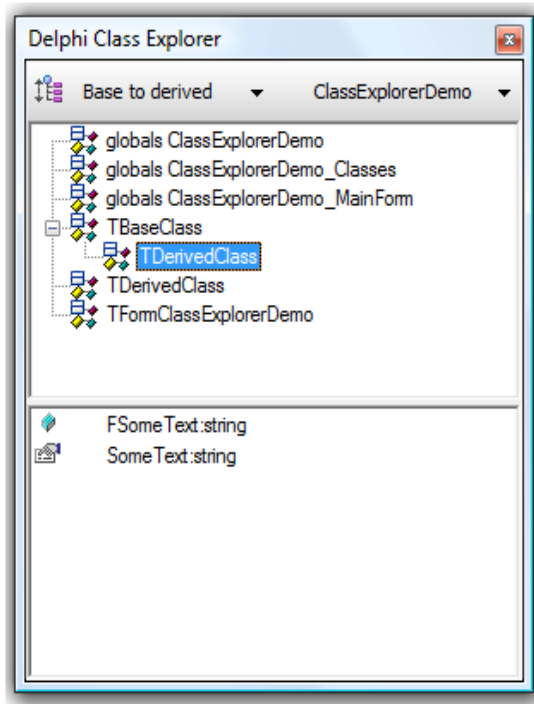 Delphi Class Explorer
Base to derived ClassExplorerDemo
globals ClassExplorerDemo
globals ClassExplorerDemo_Classes
globals ClassExplorerDemo_MainForm
TBaseClass
TDerivedClass
TDerivedClass
TFormClassExplorerDemo
FSomeText:string
SomeText:string